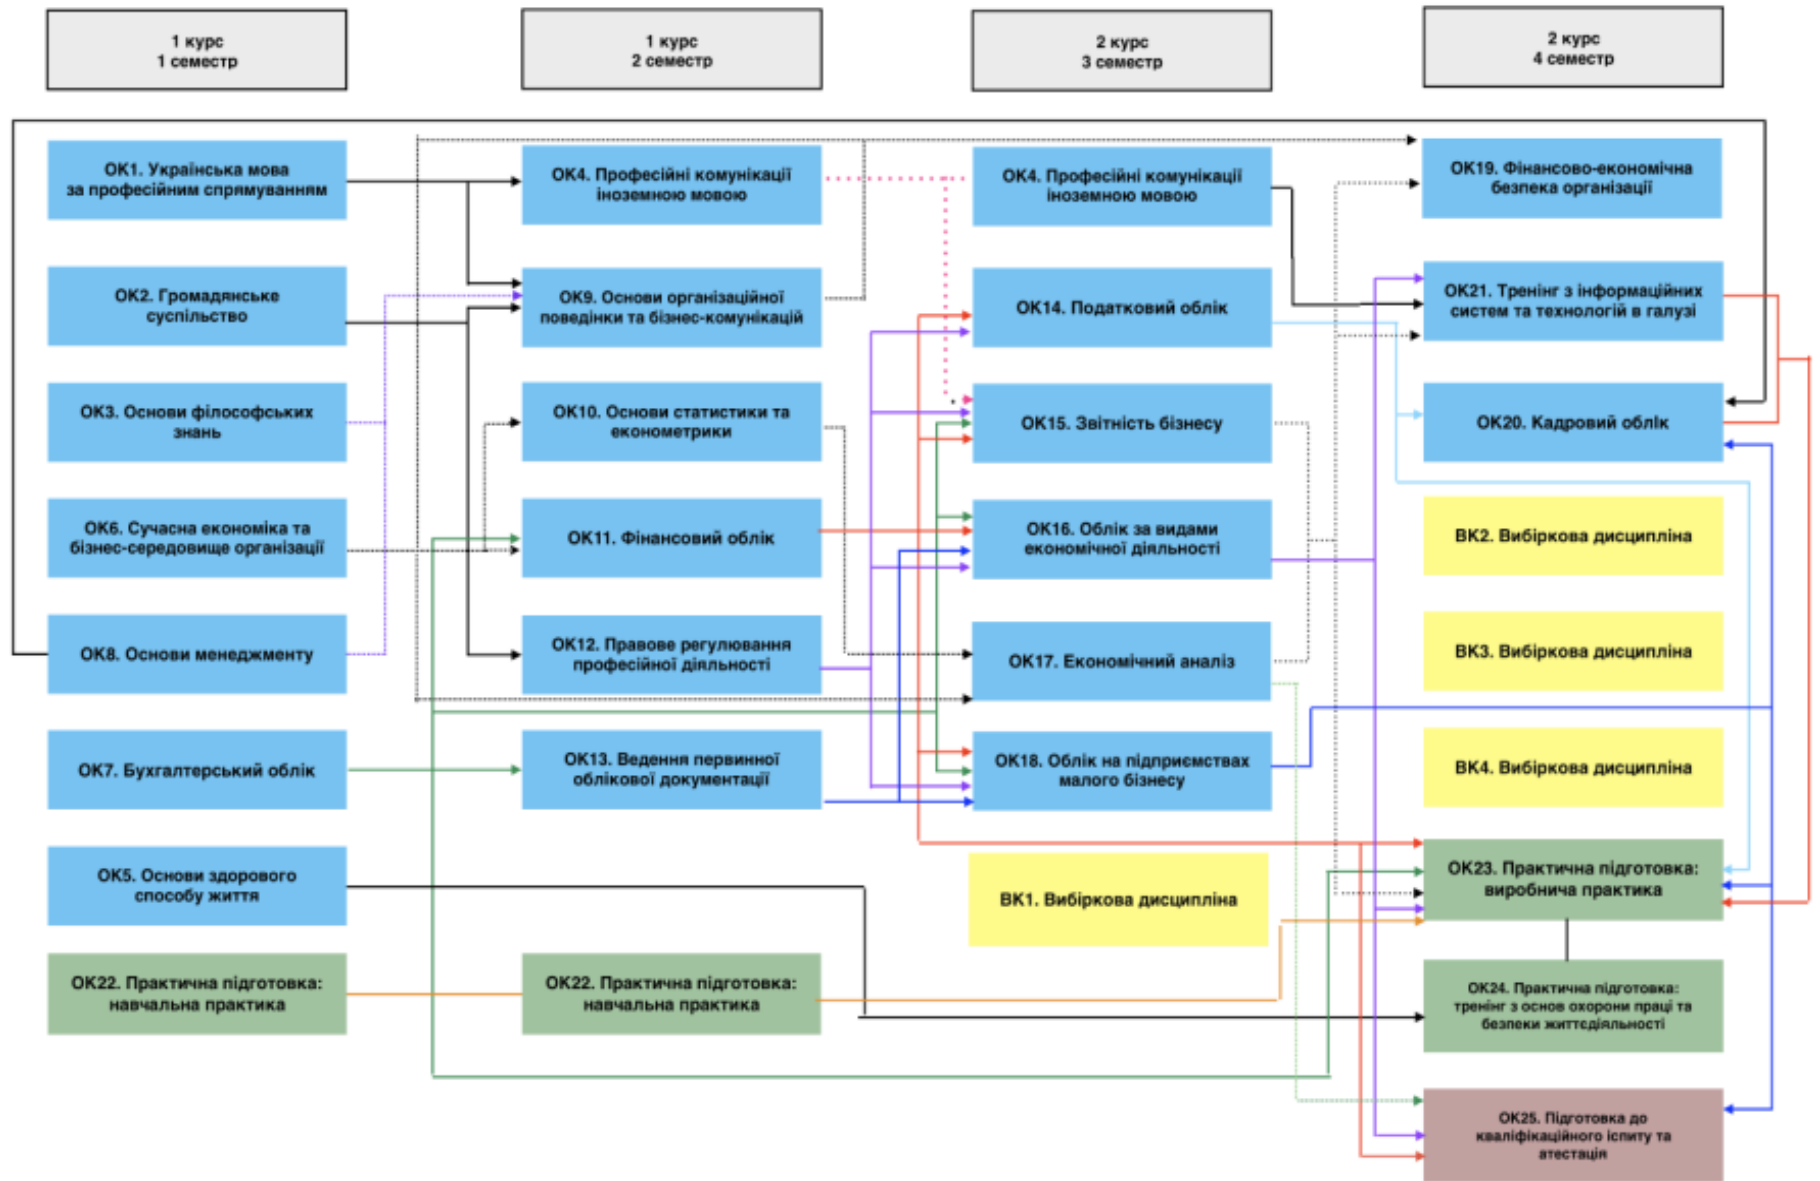 1 курс
1 семестр
1 курс
2 семестр
2 курс
3 семестр
2 курс
4 семестр
ОК1. Українська мова
за професійним спрямуванням
ОК2. Громадянське
суспільство
ОК3. Основи філософських
знань
ОК6. Сучасна економіка та
бізнес-середовище організації
ОК8. Основи менеджменту
ОК7. Бухгалтерський облік
ОК5. Основи здорового
способу життя
ОК22. Практична підготовка:
навчальна практика
ОК4. Професійні комунікації
іноземною мовою
ОК9. Основи організаційної
поведінки та бізнес-комунікацій
ОК10. Основи статистики та
економетрики
ОК11. Фінансовий облік
ОК12. Правове регулювання
професійної діяльності
ОК13. Ведення первинної
облікової документації
ОК22. Практична підготовка:
навчальна практика
ОК4. Професійні комунікації
іноземною мовою
ОК14. Податковий облік
ОК15. Звітність бізнесу
ОК16. Облік за видами
економічної діяльності
ОК17. Економічний аналіз
ОК18. Облік на підприємствах
малого бізнесу
ВК1. Вибіркова дисципліна
ОК19. Фінансово-економічна
безпека організації
ОК21. Тренінг з інформаційних
систем та технологій в галузі
ОК20. Кадровий облік
ВК2. Вибіркова дисципліна
ВК3. Вибіркова дисципліна
ВК4. Вибіркова дисципліна
ОК23. Практична підготовка:
виробнича практика
ОК24. Практична підготовка:
тренінг з основ охорони праці та
безпеки життєдіяльності
ОК25. Підготовка до
кваліфікаційного іспиту та
атестація